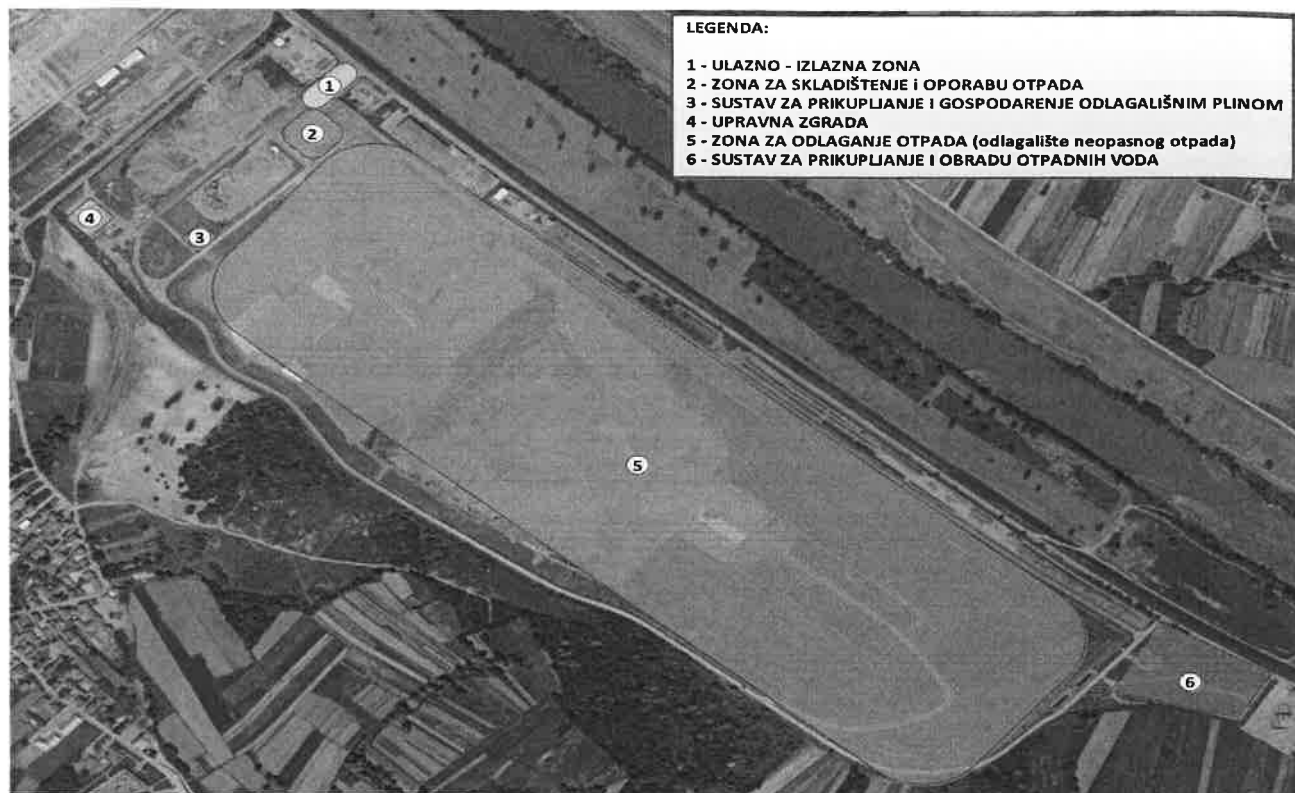 LEGENDA:
1 - ULAZNO - IZLAZNA ZONA
2 - ZONA ZA SKLADIŠTENJE i OPORABU OTPADA
3 - SUSTAV ZA PRIKUPLJANJE I GOSPODARENJE ODLAGALIŠNIM PLINOM
4 - UPRAVNA ZGRADA
5 - ZONA ZA ODLAGANJE OTPADA (odlagalište neopasnog otpada)
6 - SUSTAV ZA PRIKUPLJANJE I OBRADU OTPADNIH VODA
1
2
4
3
5
6